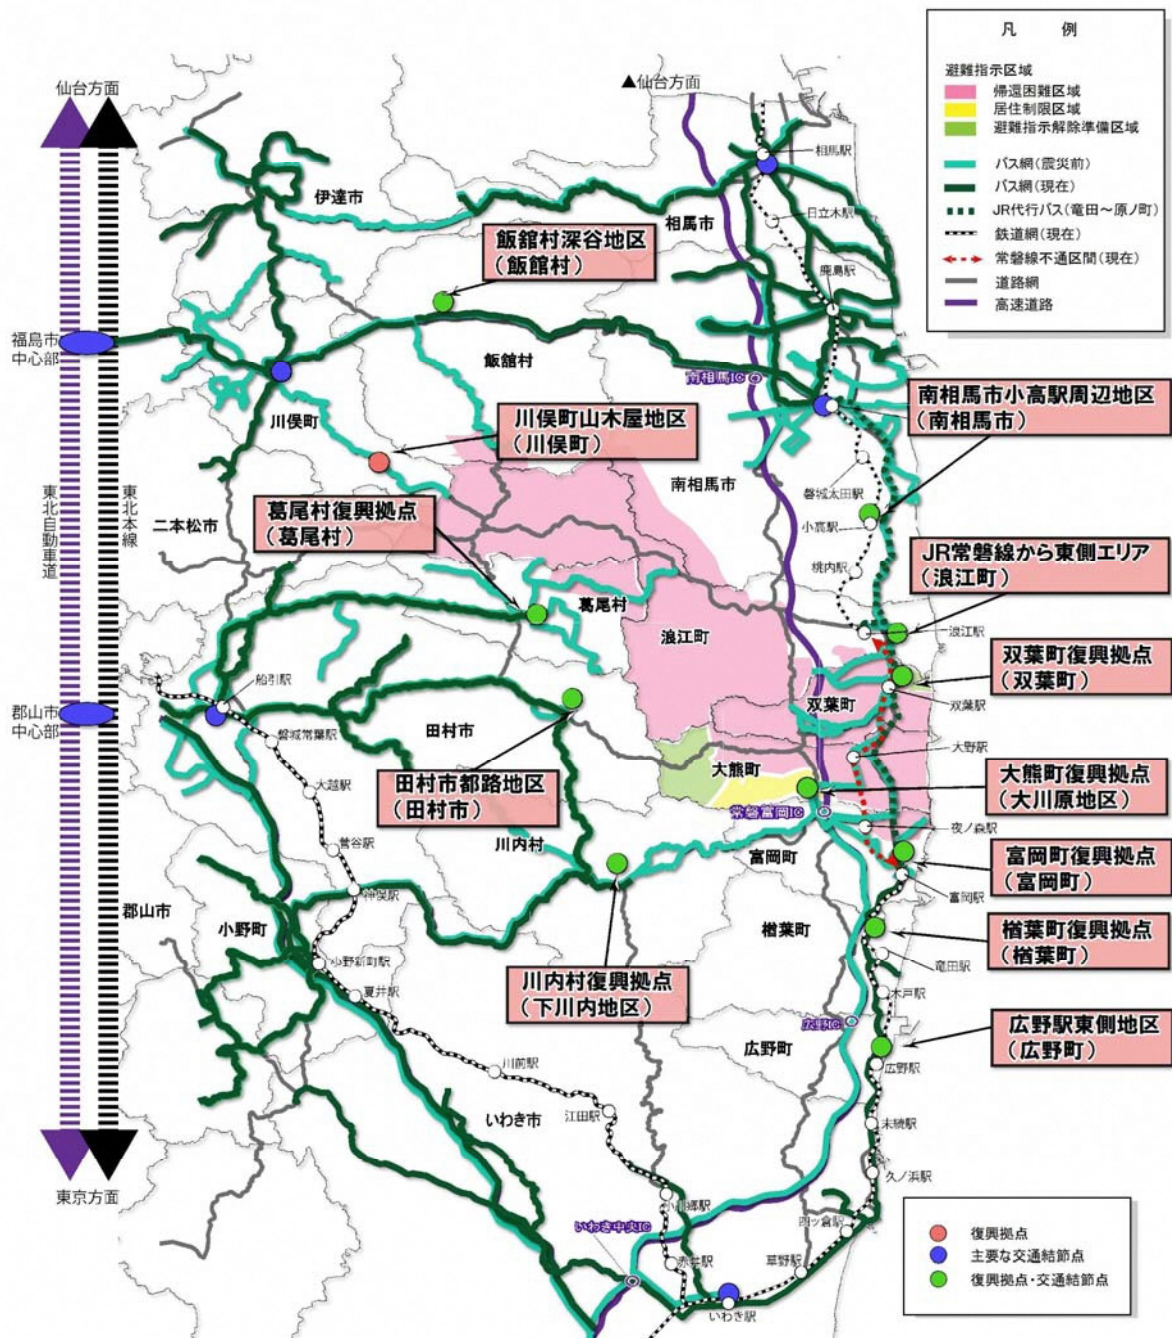 凡 例
避難指示区域
帰還困難区域
居住制限区域
避難指示解除準備区域
バス網(震災前)
バス網(現在)
JR代行バス(竜田～原ノ町)
鉄道網(現在)
常磐線不通区間(現在)
道路網
高速道路
仙台方面
▲仙台方面
相馬駅
伊達市
相馬市
日立木駅
飯舘村深谷地区
(飯舘村)
鹿島駅
福島市
中心部
飯舘村
南相馬IC
南相馬市小高駅周辺地区
(南相馬市)
川俣町
川俣町山木屋地区
(川俣町)
南相馬市
磐城太田駅
東北自動車道
東北本線
二本松市
葛尾村復興拠点
(葛尾村)
小高駅
JR常磐線から東側エリア
(浪江町)
桃内駅
葛尾村
浪江町
浪江駅
双葉町復興拠点
(双葉町)
船引駅
双葉町
双葉駅
郡山市
中心部
磐城常葉駅
田村市
大野駅
田村市都路地区
(田村市)
大熊町
大熊町復興拠点
(大川原地区)
大越駅
常磐富岡IC
夜ノ森駅
菅谷駅
川内村
富岡町
富岡町復興拠点
(富岡町)
神俣駅
富岡駅
郡山市
小野町
楢葉町
楢葉町復興拠点
(楢葉町)
小野新町駅
竜田駅
川内村復興拠点
(下川内地区)
夏井駅
木戸駅
広野IC
広野町
広野駅東側地区
(広野町)
川前駅
広野駅
いわき市
江田駅
末続駅
東京方面
久ノ浜駅
小川郷駅
四ッ倉駅
いわき中央IC
赤井駅
草野駅
いわき駅
復興拠点
主要な交通結節点
復興拠点・交通結節点